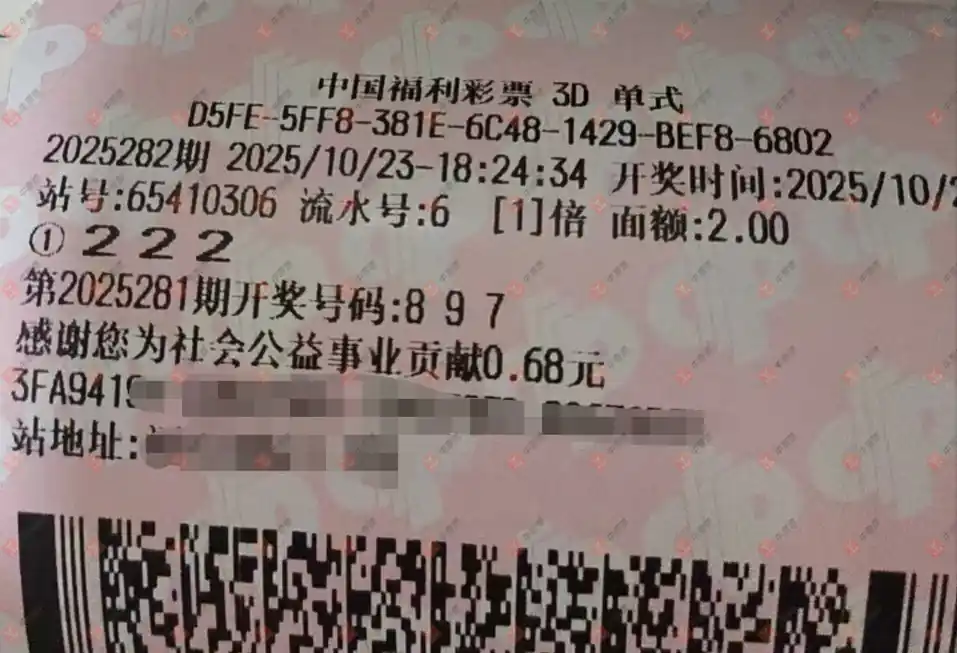 中国福利彩票 3D 单式
D5FE-5FF8-381E-6C48-1429-BEF8-6802
2025282期 2025/10/23-18:24:34 开奖时间:2025/10/2
站号:65410306 流水号:6 [1]倍 面额:2.00
① 2 2 2
第2025281期开奖号码:8 9 7
感谢您为社会公益事业贡献0.68元
3FA9419
站地址: